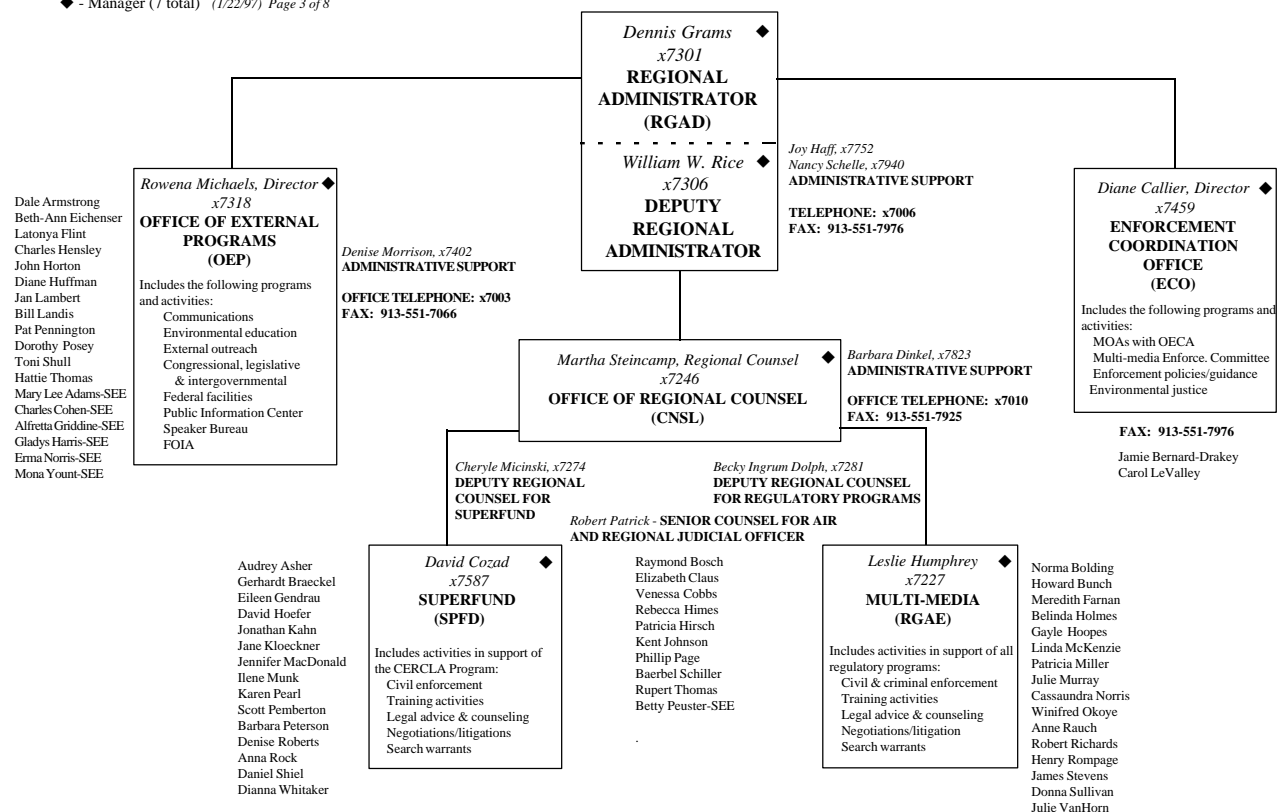 ◆ - Manager (7 total) (1/22/97) Page 3 of 8
Dennis Grams ◆
x7301
REGIONAL
ADMINISTRATOR
(RGAD)
William W. Rice ◆
x7306
DEPUTY
REGIONAL
ADMINISTRATOR
Joy Haff, x7752
Nancy Schelle, x7940
ADMINISTRATIVE SUPPORT
TELEPHONE: x7006
FAX: 913-551-7976
Dale Armstrong
Beth-Ann Eichenser
Latonya Flint
Charles Hensley
John Horton
Diane Huffman
Jan Lambert
Bill Landis
Pat Pennington
Dorothy Posey
Toni Shull
Hattie Thomas
Mary Lee Adams-SEE
Charles Cohen-SEE
Alfretta Griddine-SEE
Gladys Harris-SEE
Erma Norris-SEE
Mona Yount-SEE
Rowena Michaels, Director ◆
x7318
OFFICE OF EXTERNAL
PROGRAMS
(OEP)
Includes the following programs
and activities:
Communications
Environmental education
External outreach
Congressional, legislative
& intergovernmental
Federal facilities
Public Information Center
Speaker Bureau
FOIA
Denise Morrison, x7402
ADMINISTRATIVE SUPPORT
OFFICE TELEPHONE: x7003
FAX: 913-551-7066
Diane Callier, Director ◆
x7459
ENFORCEMENT
COORDINATION
OFFICE
(ECO)
Includes the following programs and
activities:
MOAs with OECA
Multi-media Enforce. Committee
Enforcement policies/guidance
Environmental justice
FAX: 913-551-7976
Jamie Bernard-Drakey
Carol LeValley
Martha Steincamp, Regional Counsel ◆
x7246
OFFICE OF REGIONAL COUNSEL
(CNSL)
Barbara Dinkel, x7823
ADMINISTRATIVE SUPPORT
OFFICE TELEPHONE: x7010
FAX: 913-551-7925
Cheryle Micinski, x7274
DEPUTY REGIONAL
COUNSEL FOR
SUPERFUND
Becky Ingrum Dolph, x7281
DEPUTY REGIONAL COUNSEL
FOR REGULATORY PROGRAMS
Robert Patrick - SENIOR COUNSEL FOR AIR
AND REGIONAL JUDICIAL OFFICER
Audrey Asher
Gerhardt Braeckel
Eileen Gendrau
David Hoefer
Jonathan Kahn
Jane Kloeckner
Jennifer MacDonald
Ilene Munk
Karen Pearl
Scott Pemberton
Barbara Peterson
Denise Roberts
Anna Rock
Daniel Shiel
Dianna Whitaker
David Cozad ◆
x7587
SUPERFUND
(SPFD)
Includes activities in support of
the CERCLA Program:
Civil enforcement
Training activities
Legal advice & counseling
Negotiations/litigations
Search warrants
Raymond Bosch
Elizabeth Claus
Venessa Cobbs
Rebecca Himes
Patricia Hirsch
Kent Johnson
Phillip Page
Baerbel Schiller
Rupert Thomas
Betty Peuster-SEE
.
Leslie Humphrey ◆
x7227
MULTI-MEDIA
(RGAE)
Includes activities in support of all
regulatory programs:
Civil & criminal enforcement
Training activities
Legal advice & counseling
Negotiations/litigation
Search warrants
Norma Bolding
Howard Bunch
Meredith Farnan
Belinda Holmes
Gayle Hoopes
Linda McKenzie
Patricia Miller
Julie Murray
Cassaundra Norris
Winifred Okoye
Anne Rauch
Robert Richards
Henry Rompage
James Stevens
Donna Sullivan
Julie VanHorn